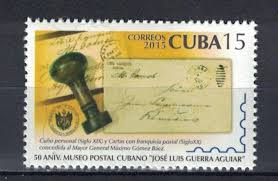 CORREOS
2015
CUBA 15
Cuño personal (Siglo XIX) y Cartas con franquicia postal (Siglo XIX)
concedida al Mayor General Máximo Gómez Báez.
50 ANIV. MUSEO POSTAL CUBANO "JOSÉ LUIS GUERRA AGUIAR"